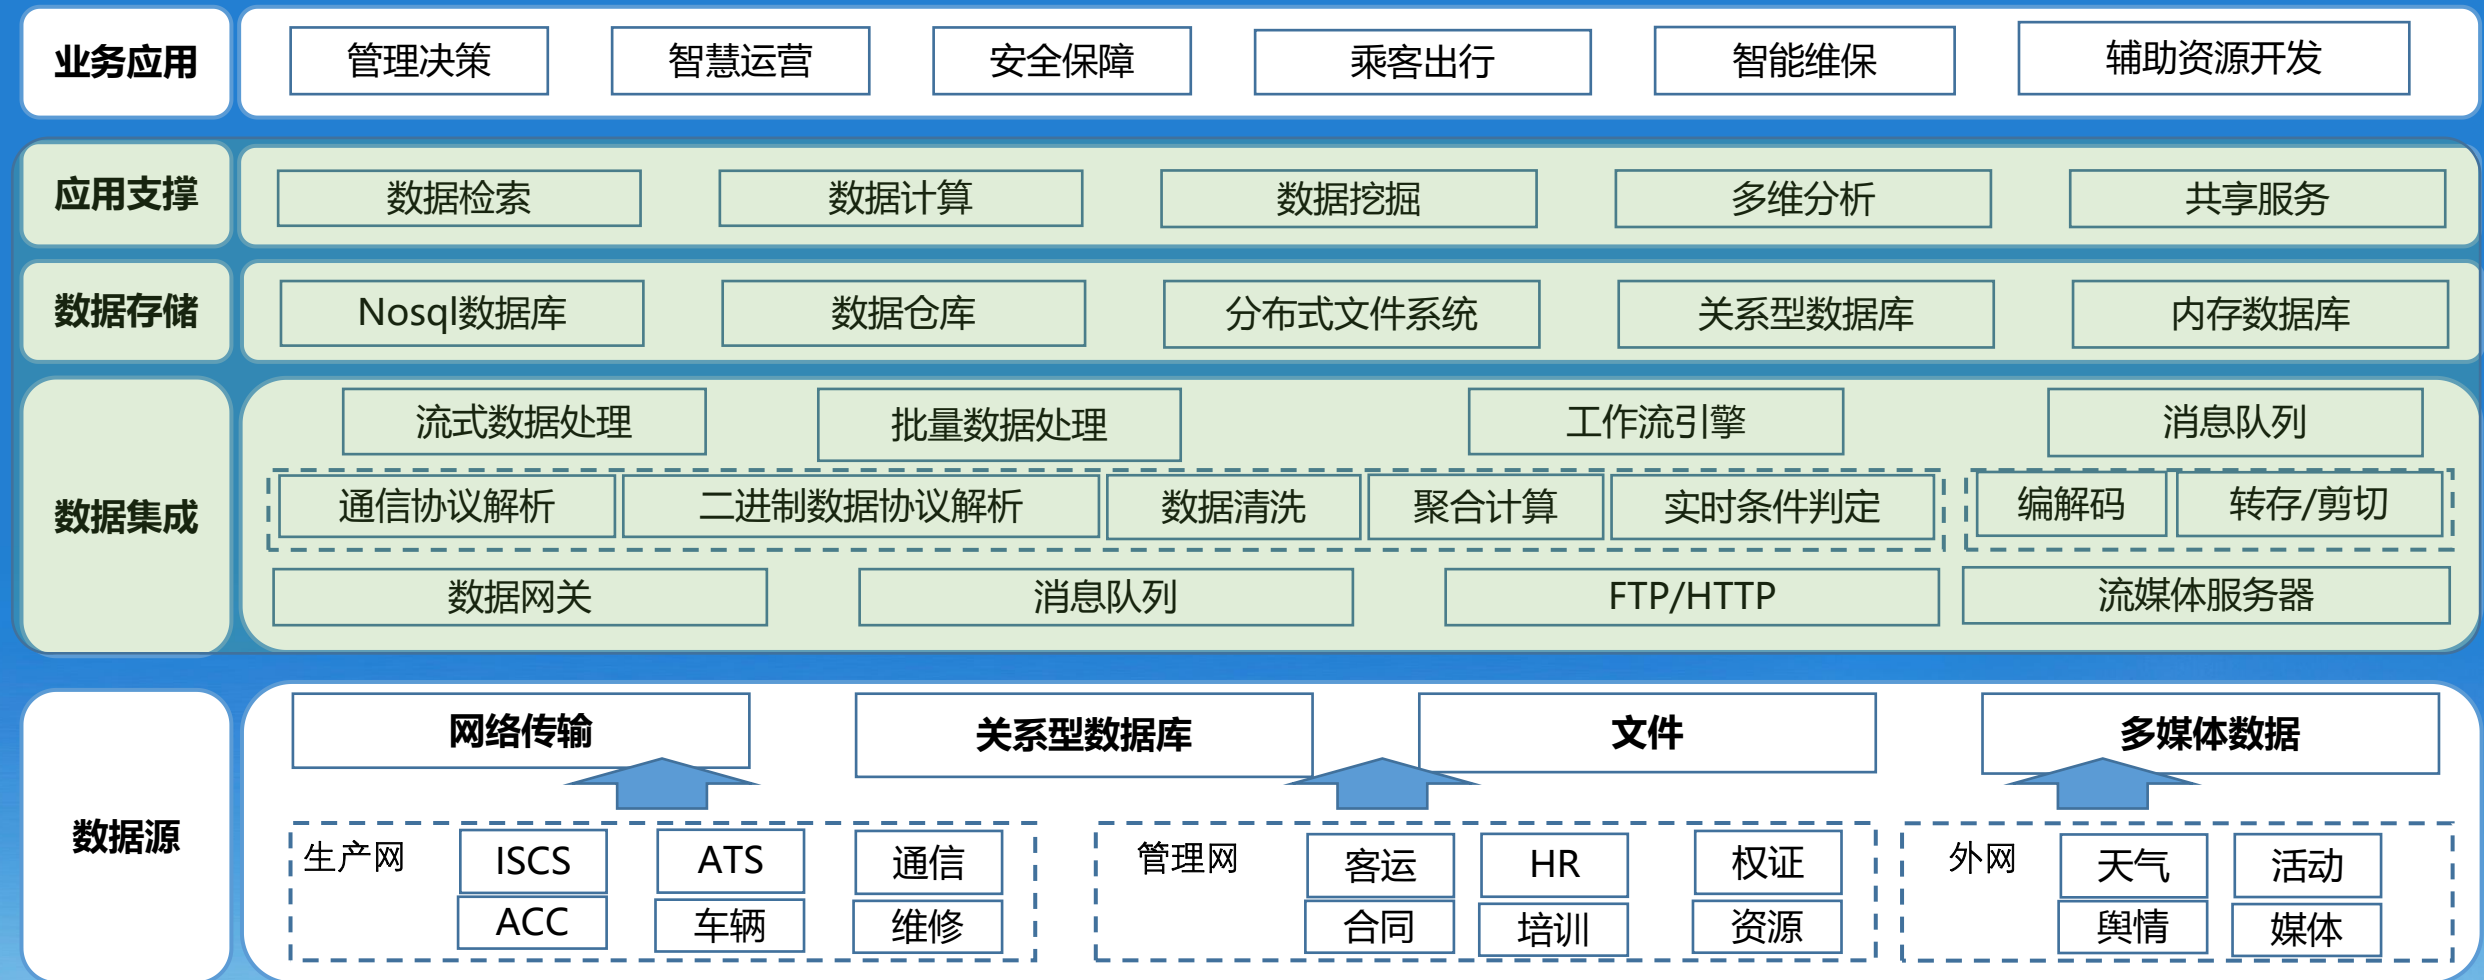 业务应用
管理决策
智慧运营
安全保障
乘客出行
智能维保
辅助资源开发
应用支撑
数据检索
数据计算
数据挖掘
多维分析
共享服务
数据存储
Nosql数据库
数据仓库
分布式文件系统
关系型数据库
内存数据库
数据集成
流式数据处理
批量数据处理
工作流引擎
消息队列
通信协议解析
二进制数据协议解析
数据清洗
聚合计算
实时条件判定
编解码
转存/剪切
数据网关
消息队列
FTP/HTTP
流媒体服务器
数据源
网络传输
关系型数据库
文件
多媒体数据
生产网
ISCS
ATS
通信
ACC
车辆
维修
管理网
客运
HR
权证
合同
培训
资源
外网
天气
活动
舆情
媒体